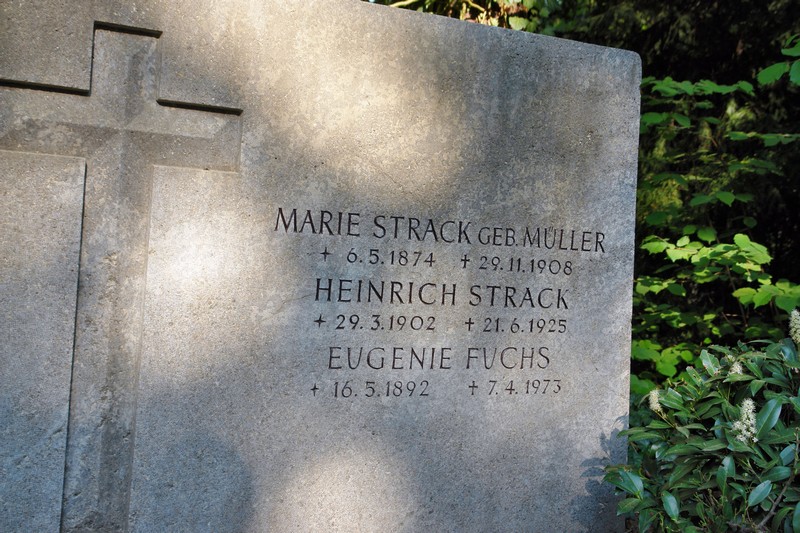 MARIE STRACK GEB. MÜLLER
+ 6.5.1874 + 29.11.1908
HEINRICH STRACK
+ 29.3.1902 + 21.6.1925
EUGENIE FUCHS
+ 16.5.1892 + 7.4.1973